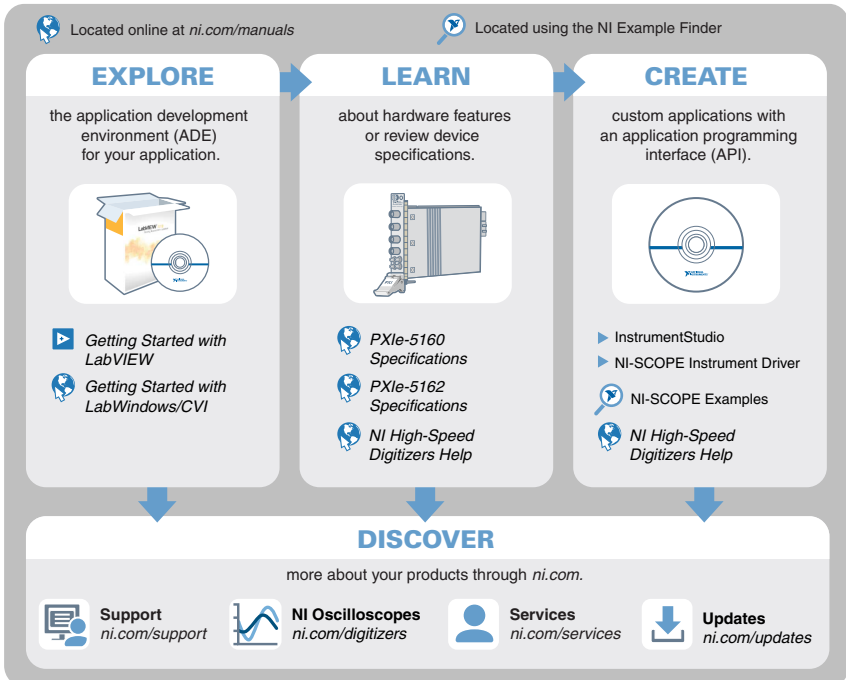 Located online at ni.com/manuals
Located using the NI Example Finder
EXPLORE
the application development
environment (ADE)
for your application.
LabVIEW
Getting Started with
LabVIEW
Getting Started with
LabWindows/CVI
LEARN
about hardware features
or review device
specifications.
PXIe-5160
Specifications
PXIe-5162
Specifications
NI High-Speed
Digitizers Help
CREATE
custom applications with
an application programming
interface (API).
InstrumentStudio
NI-SCOPE Instrument Driver
NI-SCOPE Examples
NI High-Speed
Digitizers Help
DISCOVER
more about your products through ni.com.
Support
ni.com/support
NI Oscilloscopes
ni.com/digitizers
Services
ni.com/services
Updates
ni.com/updates